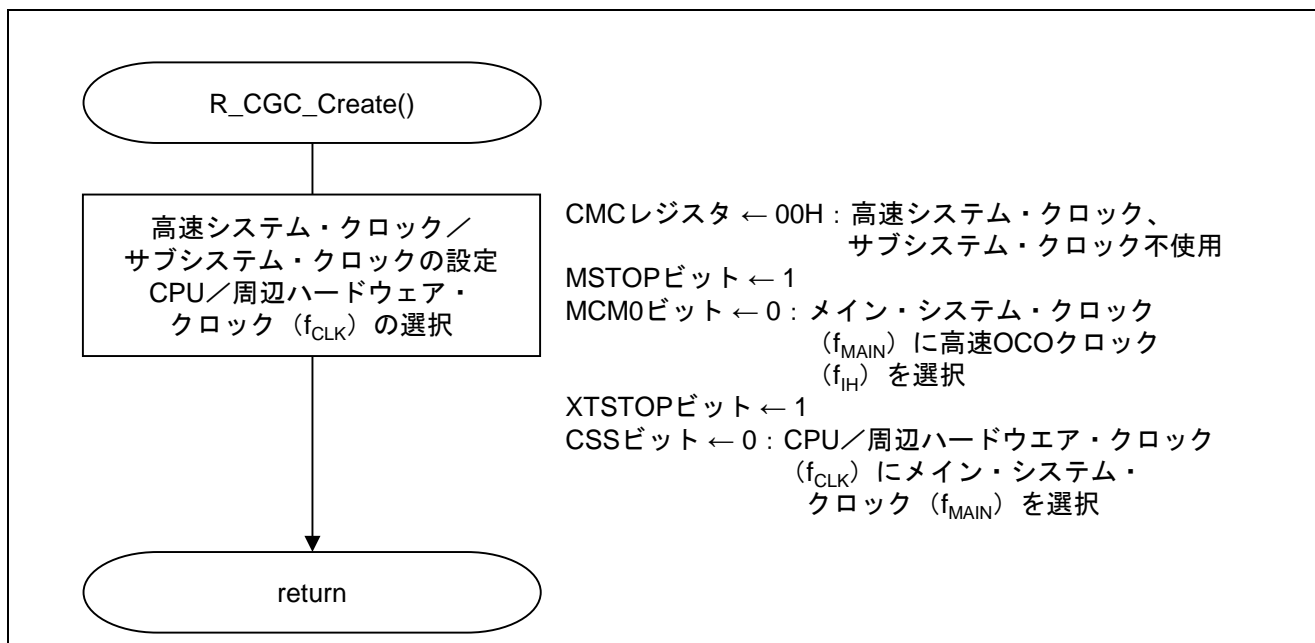 R_CGC_Create()
高速システム・クロック／
サブシステム・クロックの設定
CPU／周辺ハードウェア・
クロック（fCLK）の選択
CMCレジスタ ← 00H：高速システム・クロック、
サブシステム・クロック不使用
MSTOPビット ← 1
MCM0ビット ← 0：メイン・システム・クロック
（fMAIN）に高速OCOクロック
（fIH）を選択
XTSTOPビット ← 1
CSSビット ← 0：CPU／周辺ハードウエア・クロック
（fCLK）にメイン・システム・
クロック（fMAIN）を選択
return